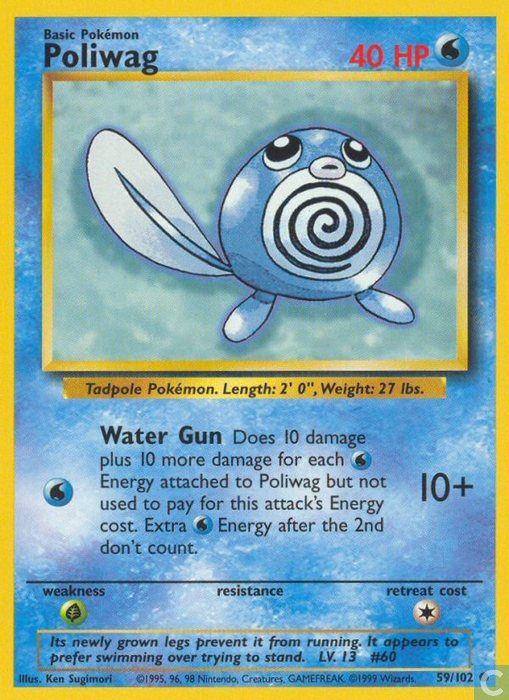 Basic Pokémon
Poliwag
40 HP
Tadpole Pokémon. Length: 2' 0", Weight: 27 lbs.
Water Gun Does 10 damage
plus 10 more damage for each
Energy attached to Poliwag but not
used to pay for this attack's Energy
cost. Extra Energy after the 2nd
don't count.
10+
weakness
resistance
retreat cost
Its newly grown legs prevent it from running. It appears to
prefer swimming over trying to stand. LV. 13 #60
Illus. Ken Sugimori
©1995, 96, 98 Nintendo, Creatures, GAMEFREAK. ©1999 Wizards.
59/102
C